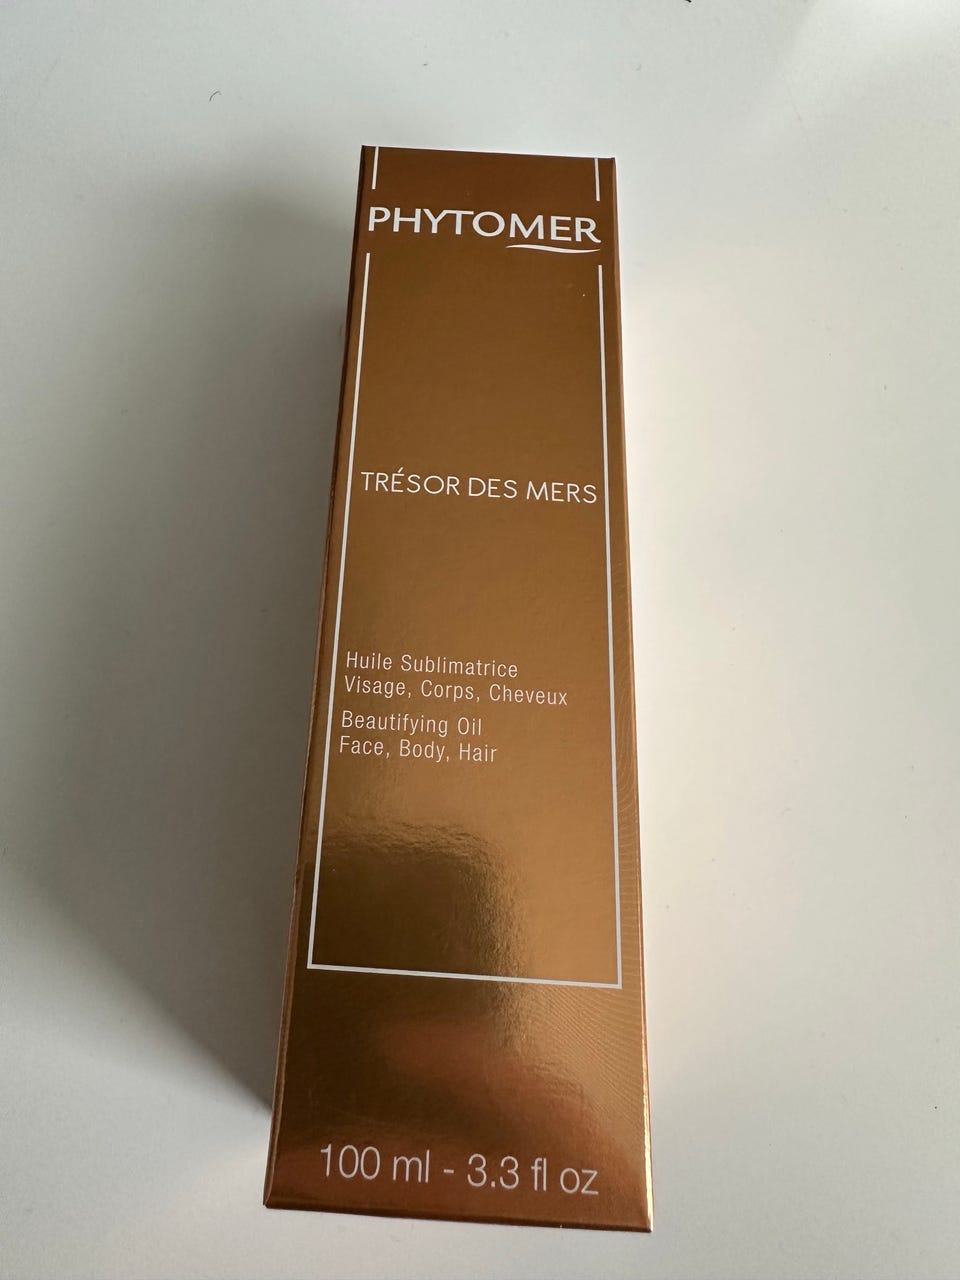 PHYTOMER
TRÉSOR DES MERS
Huile Sublimatrice
Visage, Corps, Cheveux
Beautifying Oil
Face, Body, Hair
100 ml - 3.3 fl oz